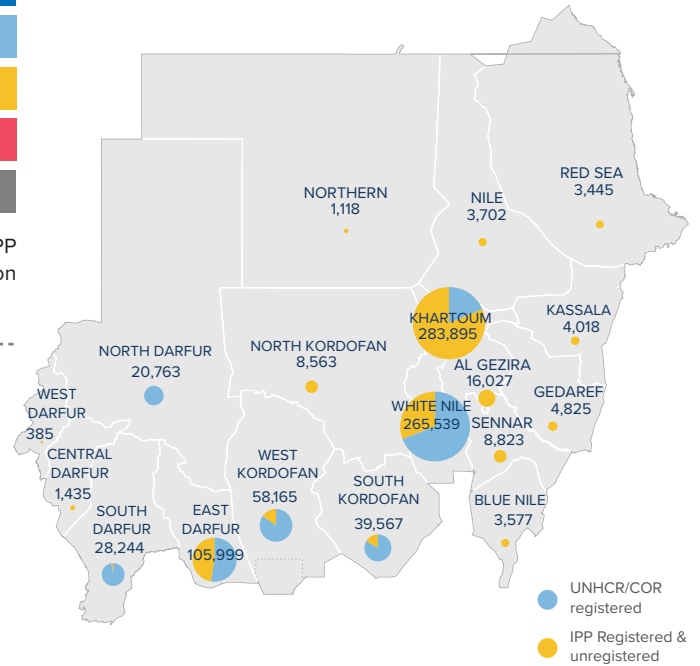 PP
on
RED SEA
3,445
NORTHERN
1,118
NILE
3,702
KHARTOUM
283,895
KASSALA
4,018
NORTH DARFUR
20,763
NORTH KORDOFAN
8,563
AL GEZIRA
16,027
GEDAREF
4,825
WEST
DARFUR
385
WHITE NILE
265,539
SENNAR
8,823
CENTRAL
DARFUR
1,435
WEST
KORDOFAN
58,165
SOUTH
KORDOFAN
39,567
SOUTH
DARFUR
28,244
EAST
DARFUR
105,999
BLUE NILE
3,577
UNHCR/COR
registered
IPP Registered &
unregistered